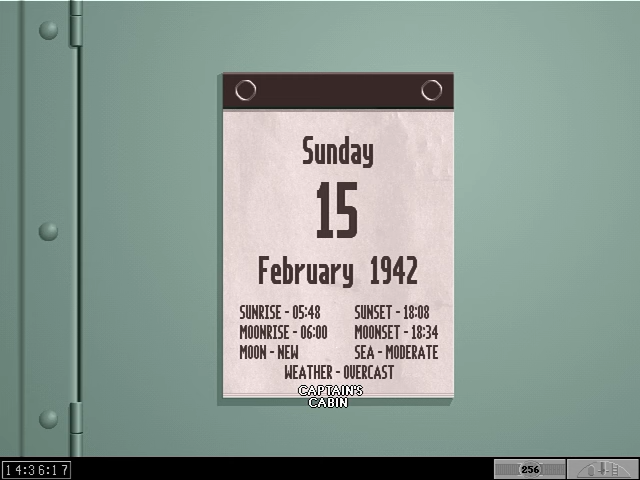 Sunday
15
February 1942
SUNRISE - 05:48 SUNSET - 18:08
MOONRISE - 06:00 MOONSET - 18:34
MOON - NEW SEA - MODERATE
WEATHER - OVERCAST
CAPTAIN'S
CABIN
14:36:17 256